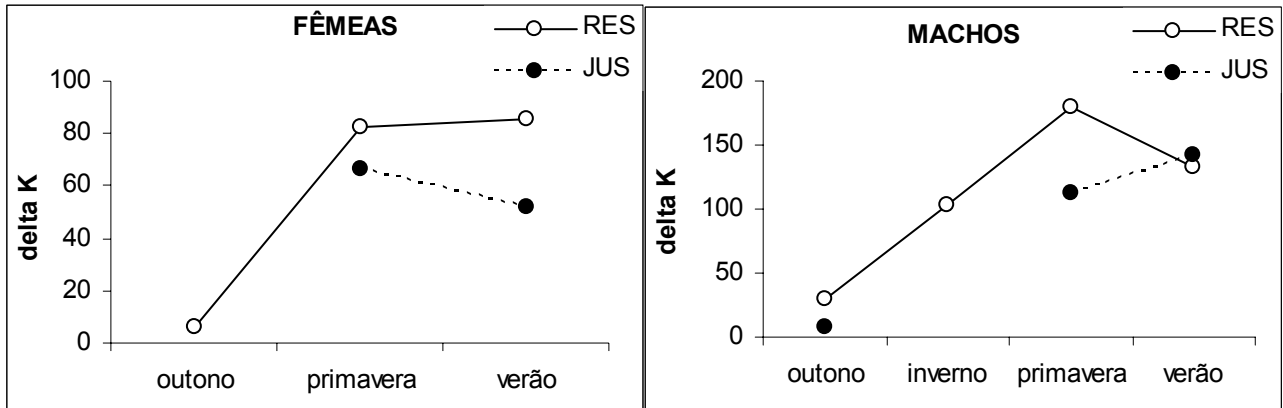 FÊMEAS
RES
JUS
100
80
60
40
20
0
delta K
outono primavera verão
MACHOS
RES
JUS
200
150
100
50
0
delta K
outono inverno primavera verão